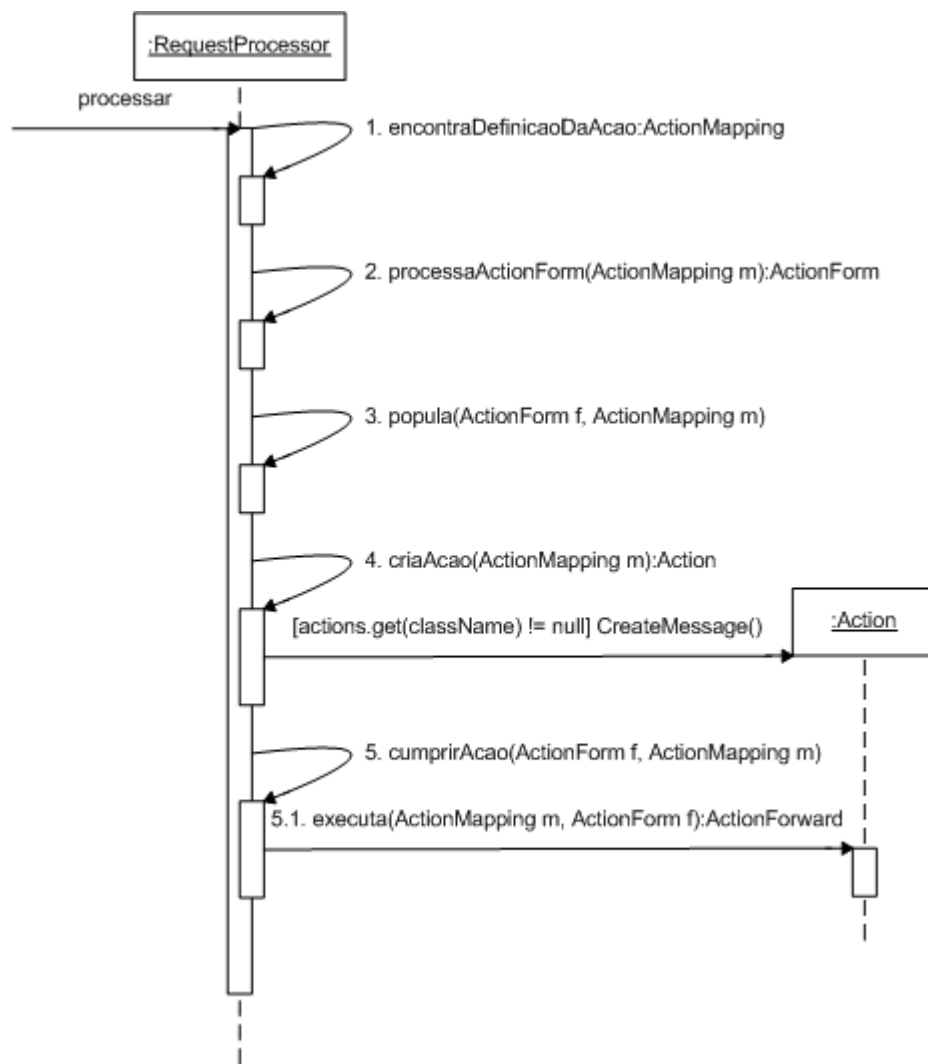 :RequestProcessor
processar
1. encontraDefinicaoDaAcao:ActionMapping
2. processaActionForm(ActionMapping m):ActionForm
3. popula(ActionForm f, ActionMapping m)
4. criaAcao(ActionMapping m):Action
[actions.get(className) != null] CreateMessage()
:Action
5. cumprirAcao(ActionForm f, ActionMapping m)
5.1. executa(ActionMapping m, ActionForm f):ActionForward